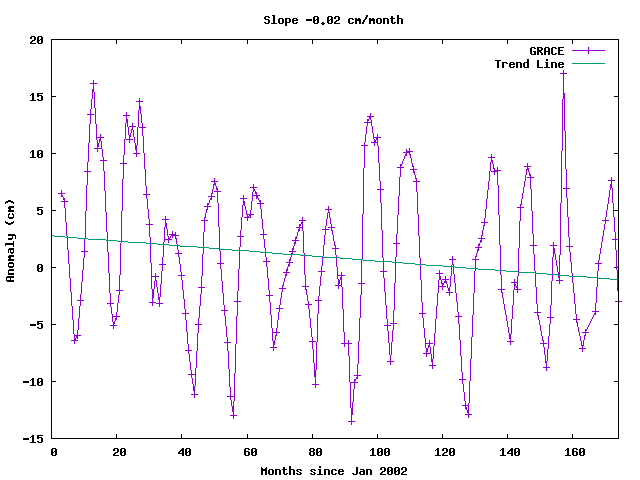 Slope -0.02 cm/month
GRACE
Trend Line
20
15
10
5
0
-5
-10
-15
Anomaly (cm)
0 20 40 60 80 100 120 140 160
Months since Jan 2002